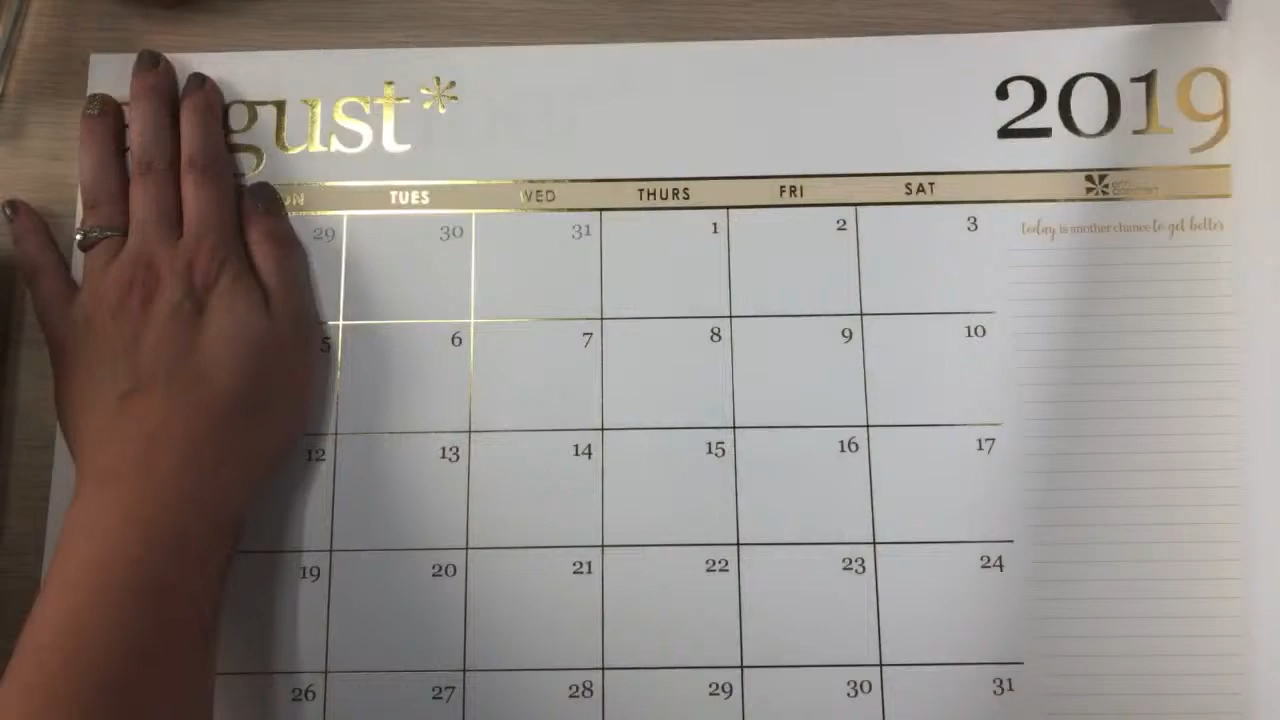 gust* 2019
TUES WED THURS FRI SAT
today is another chance to get better
29 30 31 1 2 3
5 6 7 8 9 10
12 13 14 15 16 17
19 20 21 22 23 24
26 27 28 29 30 31